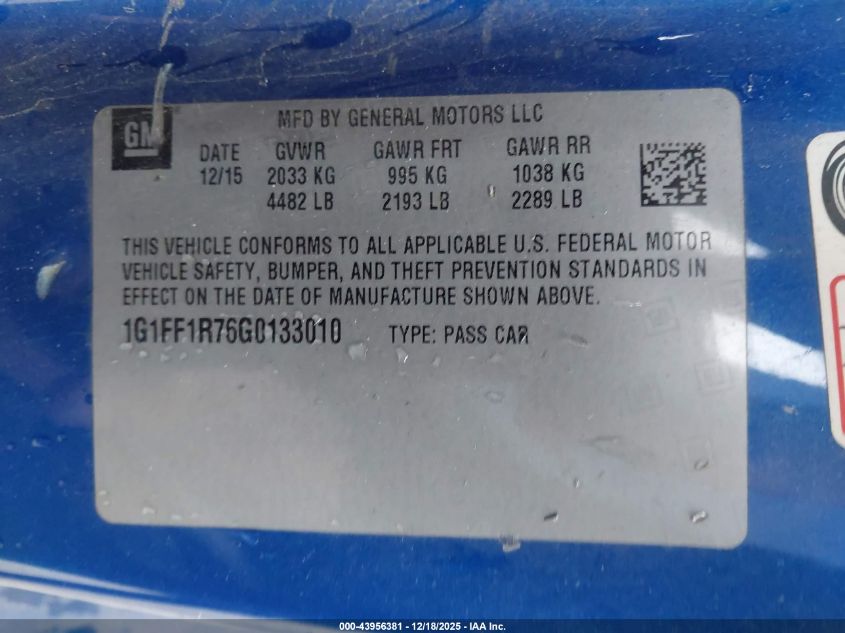 GM
MFD BY GENERAL MOTORS LLC
DATE GVWR GAWR FRT GAWR RR
12/15 2033 KG 995 KG 1038 KG
4482 LB 2193 LB 2289 LB
THIS VEHICLE CONFORMS TO ALL APPLICABLE U.S. FEDERAL MOTOR
VEHICLE SAFETY, BUMPER, AND THEFT PREVENTION STANDARDS IN
EFFECT ON THE DATE OF MANUFACTURE SHOWN ABOVE.
1G1FF1R76G0133010 TYPE: PASS CAR
000-43956381 - 12/18/2025 - IAA Inc.